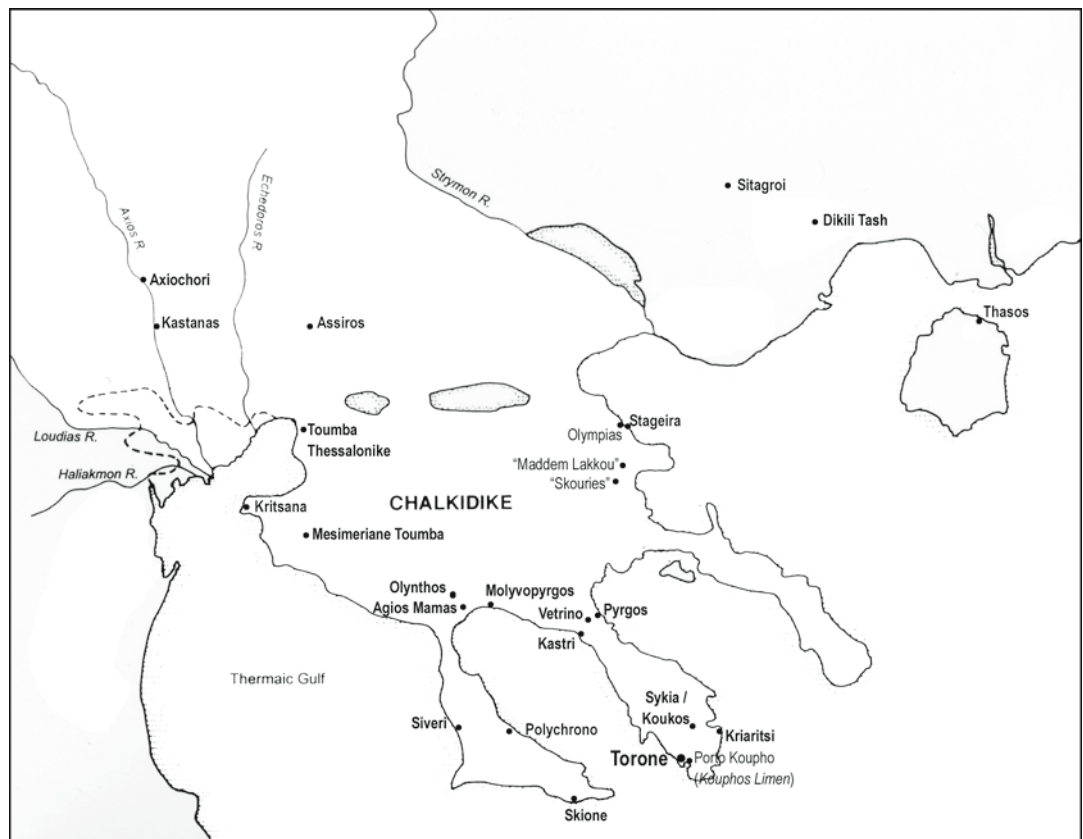 Strymon R.
Sitagroi
Dikili Tash
Axios R.
Echedoros R.
Axiochori
Kastanas
Assiros
Thasos
Stageira
Olympias
Toumba
Thessalonike
Loudias R.
Haliakmon R.
“Maddem Lakkou”
“Skouries”
Kritsana
CHALKIDIKE
Mesimeriane Toumba
Olynthos
Agios Mamas
Molyvopyrgos
Vetrino
Pyrgos
Kastri
Thermaic Gulf
Siveri
Polychrono
Sykia /
Koukos
Kriaritsi
Torone
Porto Koupho
(Kouphos Limen)
Skione